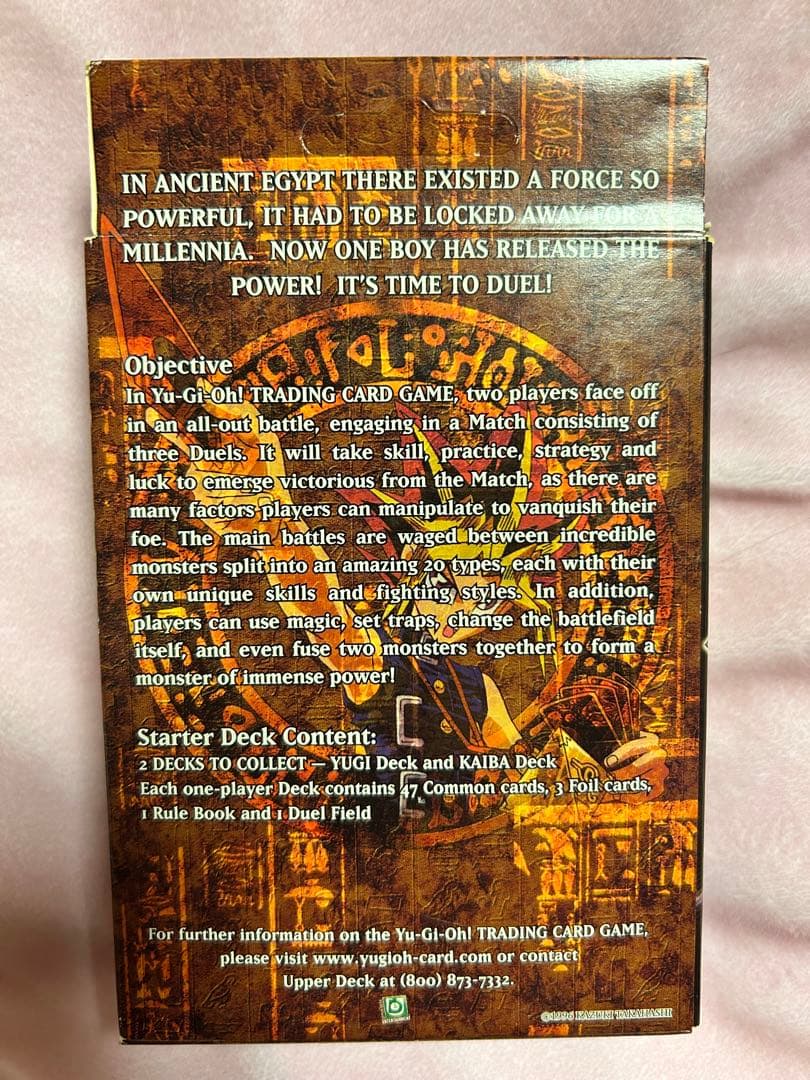 IN ANCIENT EGYPT THERE EXISTED A FORCE SO
POWERFUL, IT HAD TO BE LOCKED AWAY FOR A
MILLENNIA. NOW ONE BOY HAS RELEASED THE
POWER! IT'S TIME TO DUEL!
Objective
In Yu-Gi-Oh! TRADING CARD GAME, two players face off
in an all-out battle, engaging in a Match consisting of
three Duels. It will take skill, practice, strategy and
luck to emerge victorious from the Match, as there are
many factors players can manipulate to vanquish their
foe. The main battles are waged between incredible
monsters split into an amazing 20 types, each with their
own unique skills and fighting styles. In addition,
players can use magic, set traps, change the battlefield
itself, and even fuse two monsters together to form a
monster of immense power!
Starter Deck Content:
2 DECKS TO COLLECT — YUGI Deck and KAIBA Deck
Each one-player Deck contains 47 Common cards, 3 Foil cards,
1 Rule Book and 1 Duel Field
For further information on the Yu-Gi-Oh! TRADING CARD GAME,
please visit www.yugioh-card.com or contact
Upper Deck at (800) 873-7332.
ENTERTAINMENT
©1996 KAZUKI TAKAHASHI